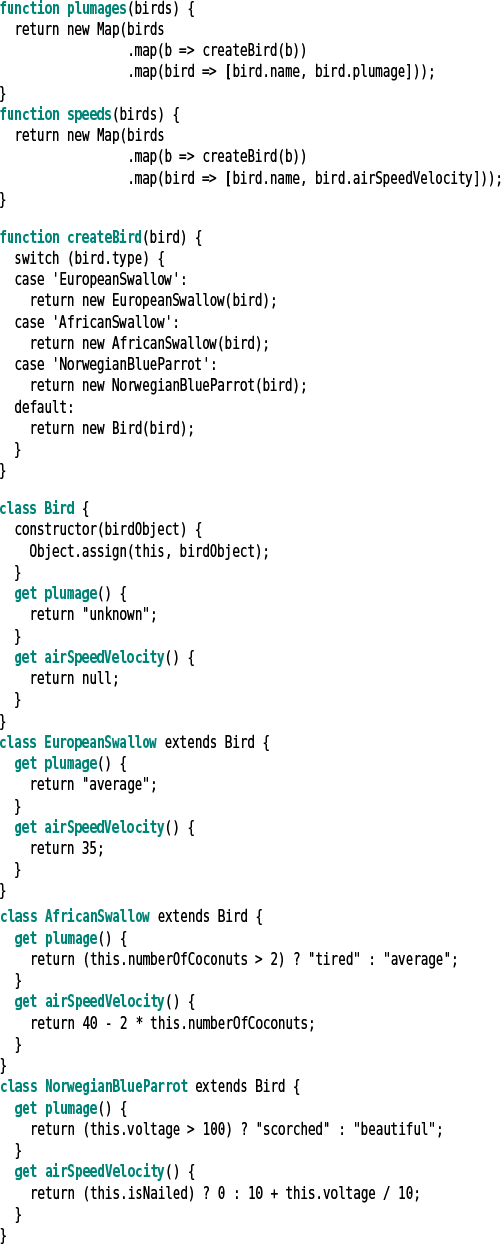 function plumages(birds) {
  return new Map(birds
                 .map(b => createBird(b))
                 .map(bird => [bird.name, bird.plumage]));
}
function speeds(birds) {
  return new Map(birds
                 .map(b => createBird(b))
                 .map(bird => [bird.name, bird.airSpeedVelocity]));
}

function createBird(bird) {
  switch (bird.type) {
  case 'EuropeanSwallow':
    return new EuropeanSwallow(bird);
  case 'AfricanSwallow':
    return new AfricanSwallow(bird);
  case 'NorwegianBlueParrot':
    return new NorwegianBlueParrot(bird);
  default:
    return new Bird(bird);
  }
}

class Bird {
  constructor(birdObject) {
    Object.assign(this, birdObject);
  }
  get plumage() {
    return "unknown";
  }
  get airSpeedVelocity() {
    return null;
  }
}
class EuropeanSwallow extends Bird {
  get plumage() {
    return "average";
  }
  get airSpeedVelocity() {
    return 35;
  }
}
class AfricanSwallow extends Bird {
  get plumage() {
    return (this.numberOfCoconuts > 2) ? "tired" : "average";
  }
  get airSpeedVelocity() {
    return 40 - 2 * this.numberOfCoconuts;
  }
}
class NorwegianBlueParrot extends Bird {
  get plumage() {
    return (this.voltage > 100) ? "scorched" : "beautiful";
  }
  get airSpeedVelocity() {
    return (this.isNailed) ? 0 : 10 + this.voltage / 10;
  }
}